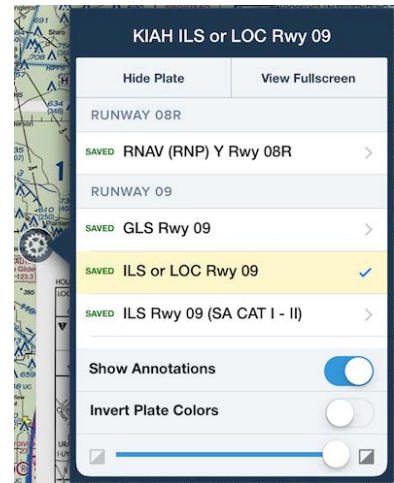 KIAH ILS or LOC Rwy 09
Hide Plate View Fullscreen
RUNWAY 08R
SAVED RNAV (RNP) Y Rwy 08R
RUNWAY 09
SAVED GLS Rwy 09
SAVED ILS or LOC Rwy 09
SAVED ILS Rwy 09 (SA CAT I - II)
Show Annotations
Invert Plate Colors